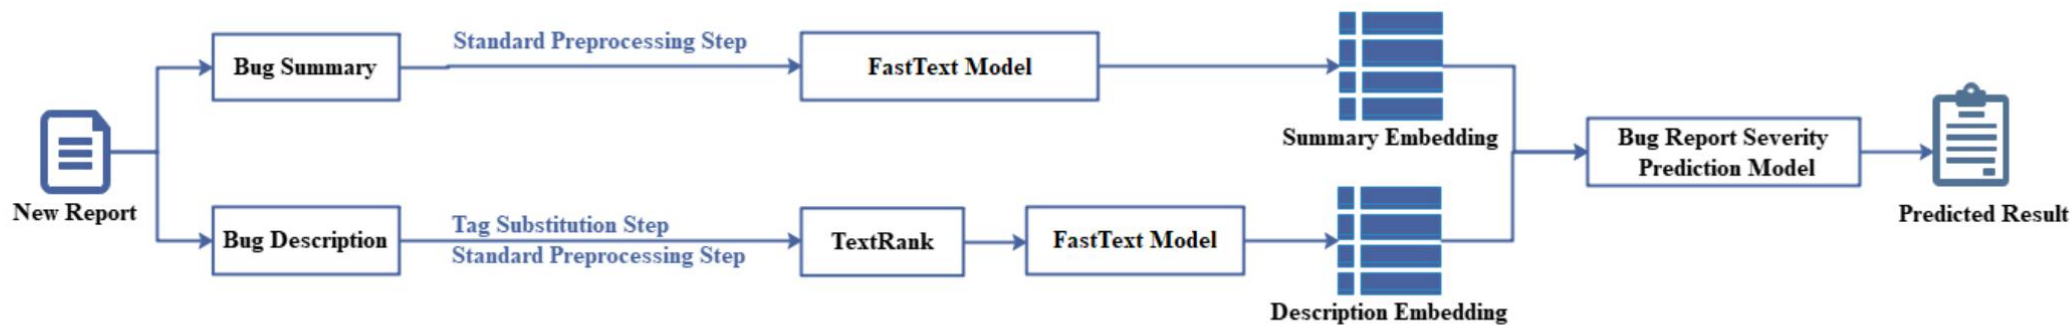 New Report
Bug Summary
Standard Preprocessing Step
FastText Model
Summary Embedding
Bug Description
Tag Substitution Step
Standard Preprocessing Step
TextRank
FastText Model
Description Embedding
Bug Report Severity
Prediction Model
Predicted Result